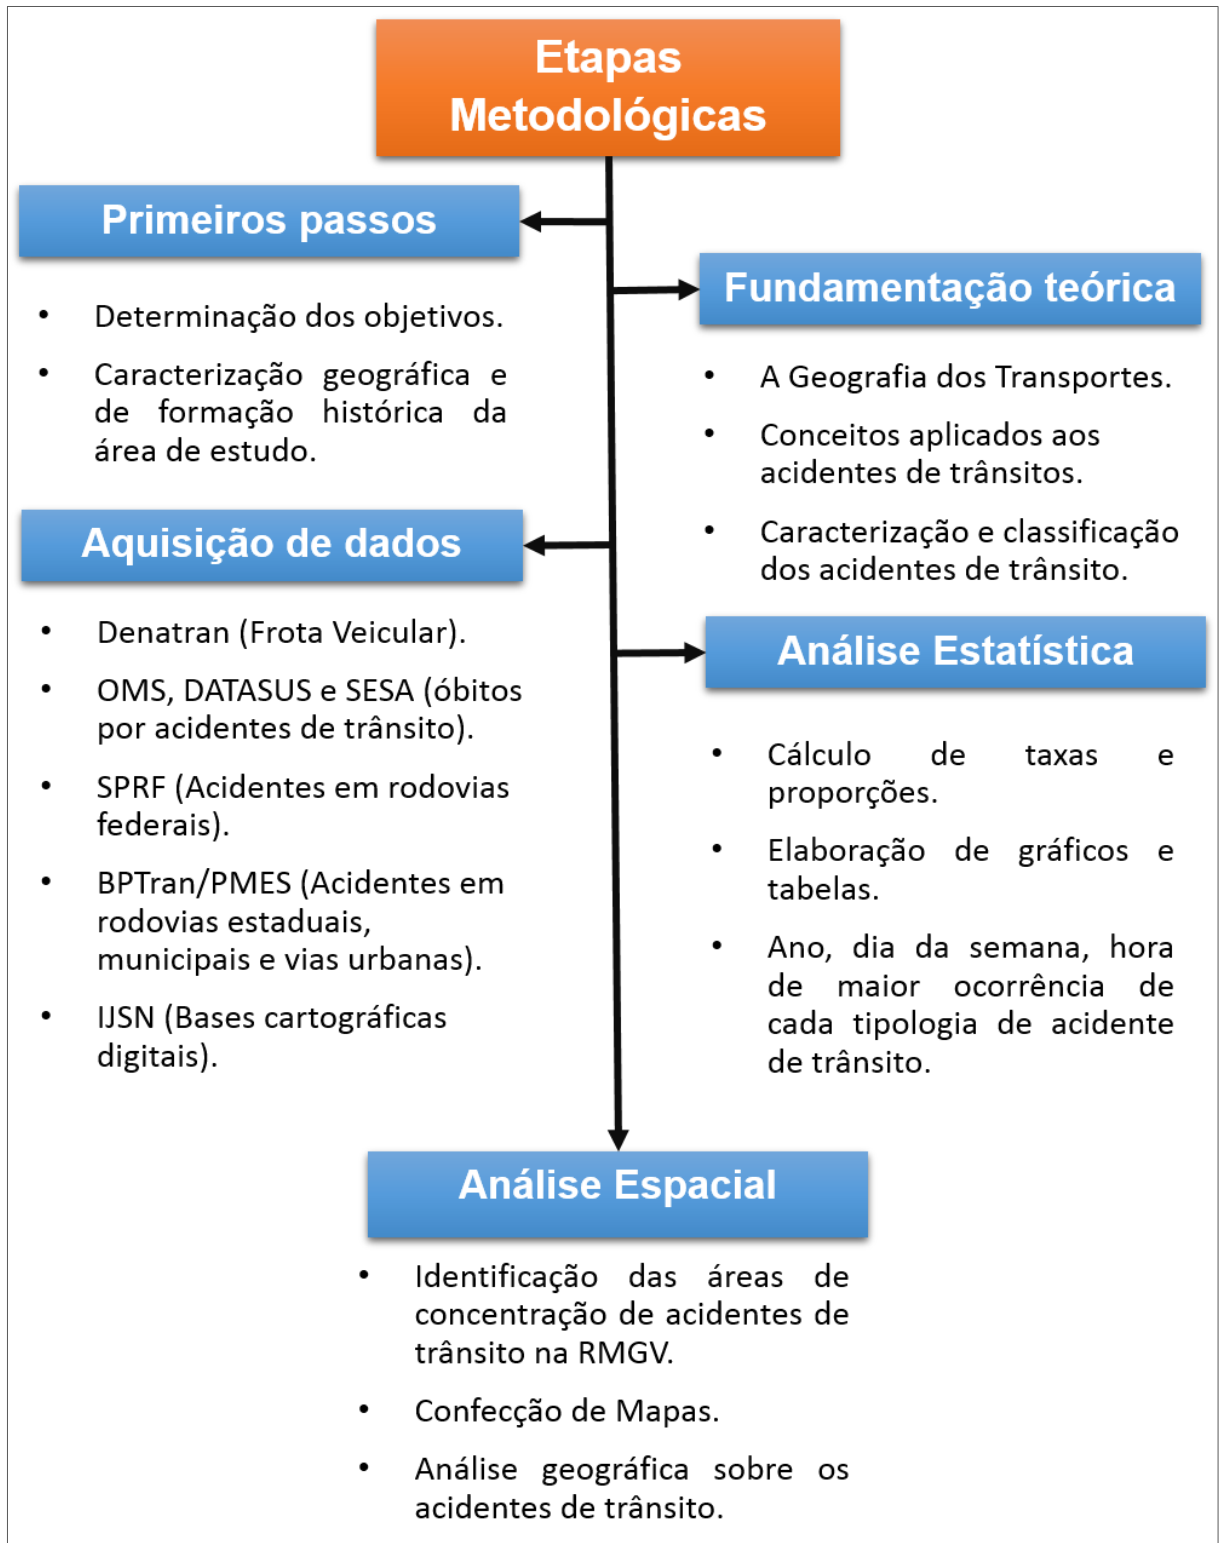 Etapas
Metodológicas
Primeiros passos
• Determinação dos objetivos.
• Caracterização geográfica e
de formação histórica da
área de estudo.
Fundamentação teórica
• A Geografia dos Transportes.
• Conceitos aplicados aos
acidentes de trânsitos.
• Caracterização e classificação
dos acidentes de trânsito.
Aquisição de dados
• Denatran (Frota Veicular).
• OMS, DATASUS e SESA (óbitos
por acidentes de trânsito).
• SPRF (Acidentes em rodovias
federais).
• BPTran/PMES (Acidentes em
rodovias estaduais,
municipais e vias urbanas).
• IJSN (Bases cartográficas
digitais).
Análise Estatística
• Cálculo de taxas e
proporções.
• Elaboração de gráficos e
tabelas.
• Ano, dia da semana, hora
de maior ocorrência de
cada tipologia de acidente
de trânsito.
Análise Espacial
• Identificação das áreas de
concentração de acidentes de
trânsito na RMGV.
• Confecção de Mapas.
• Análise geográfica sobre os
acidentes de trânsito.